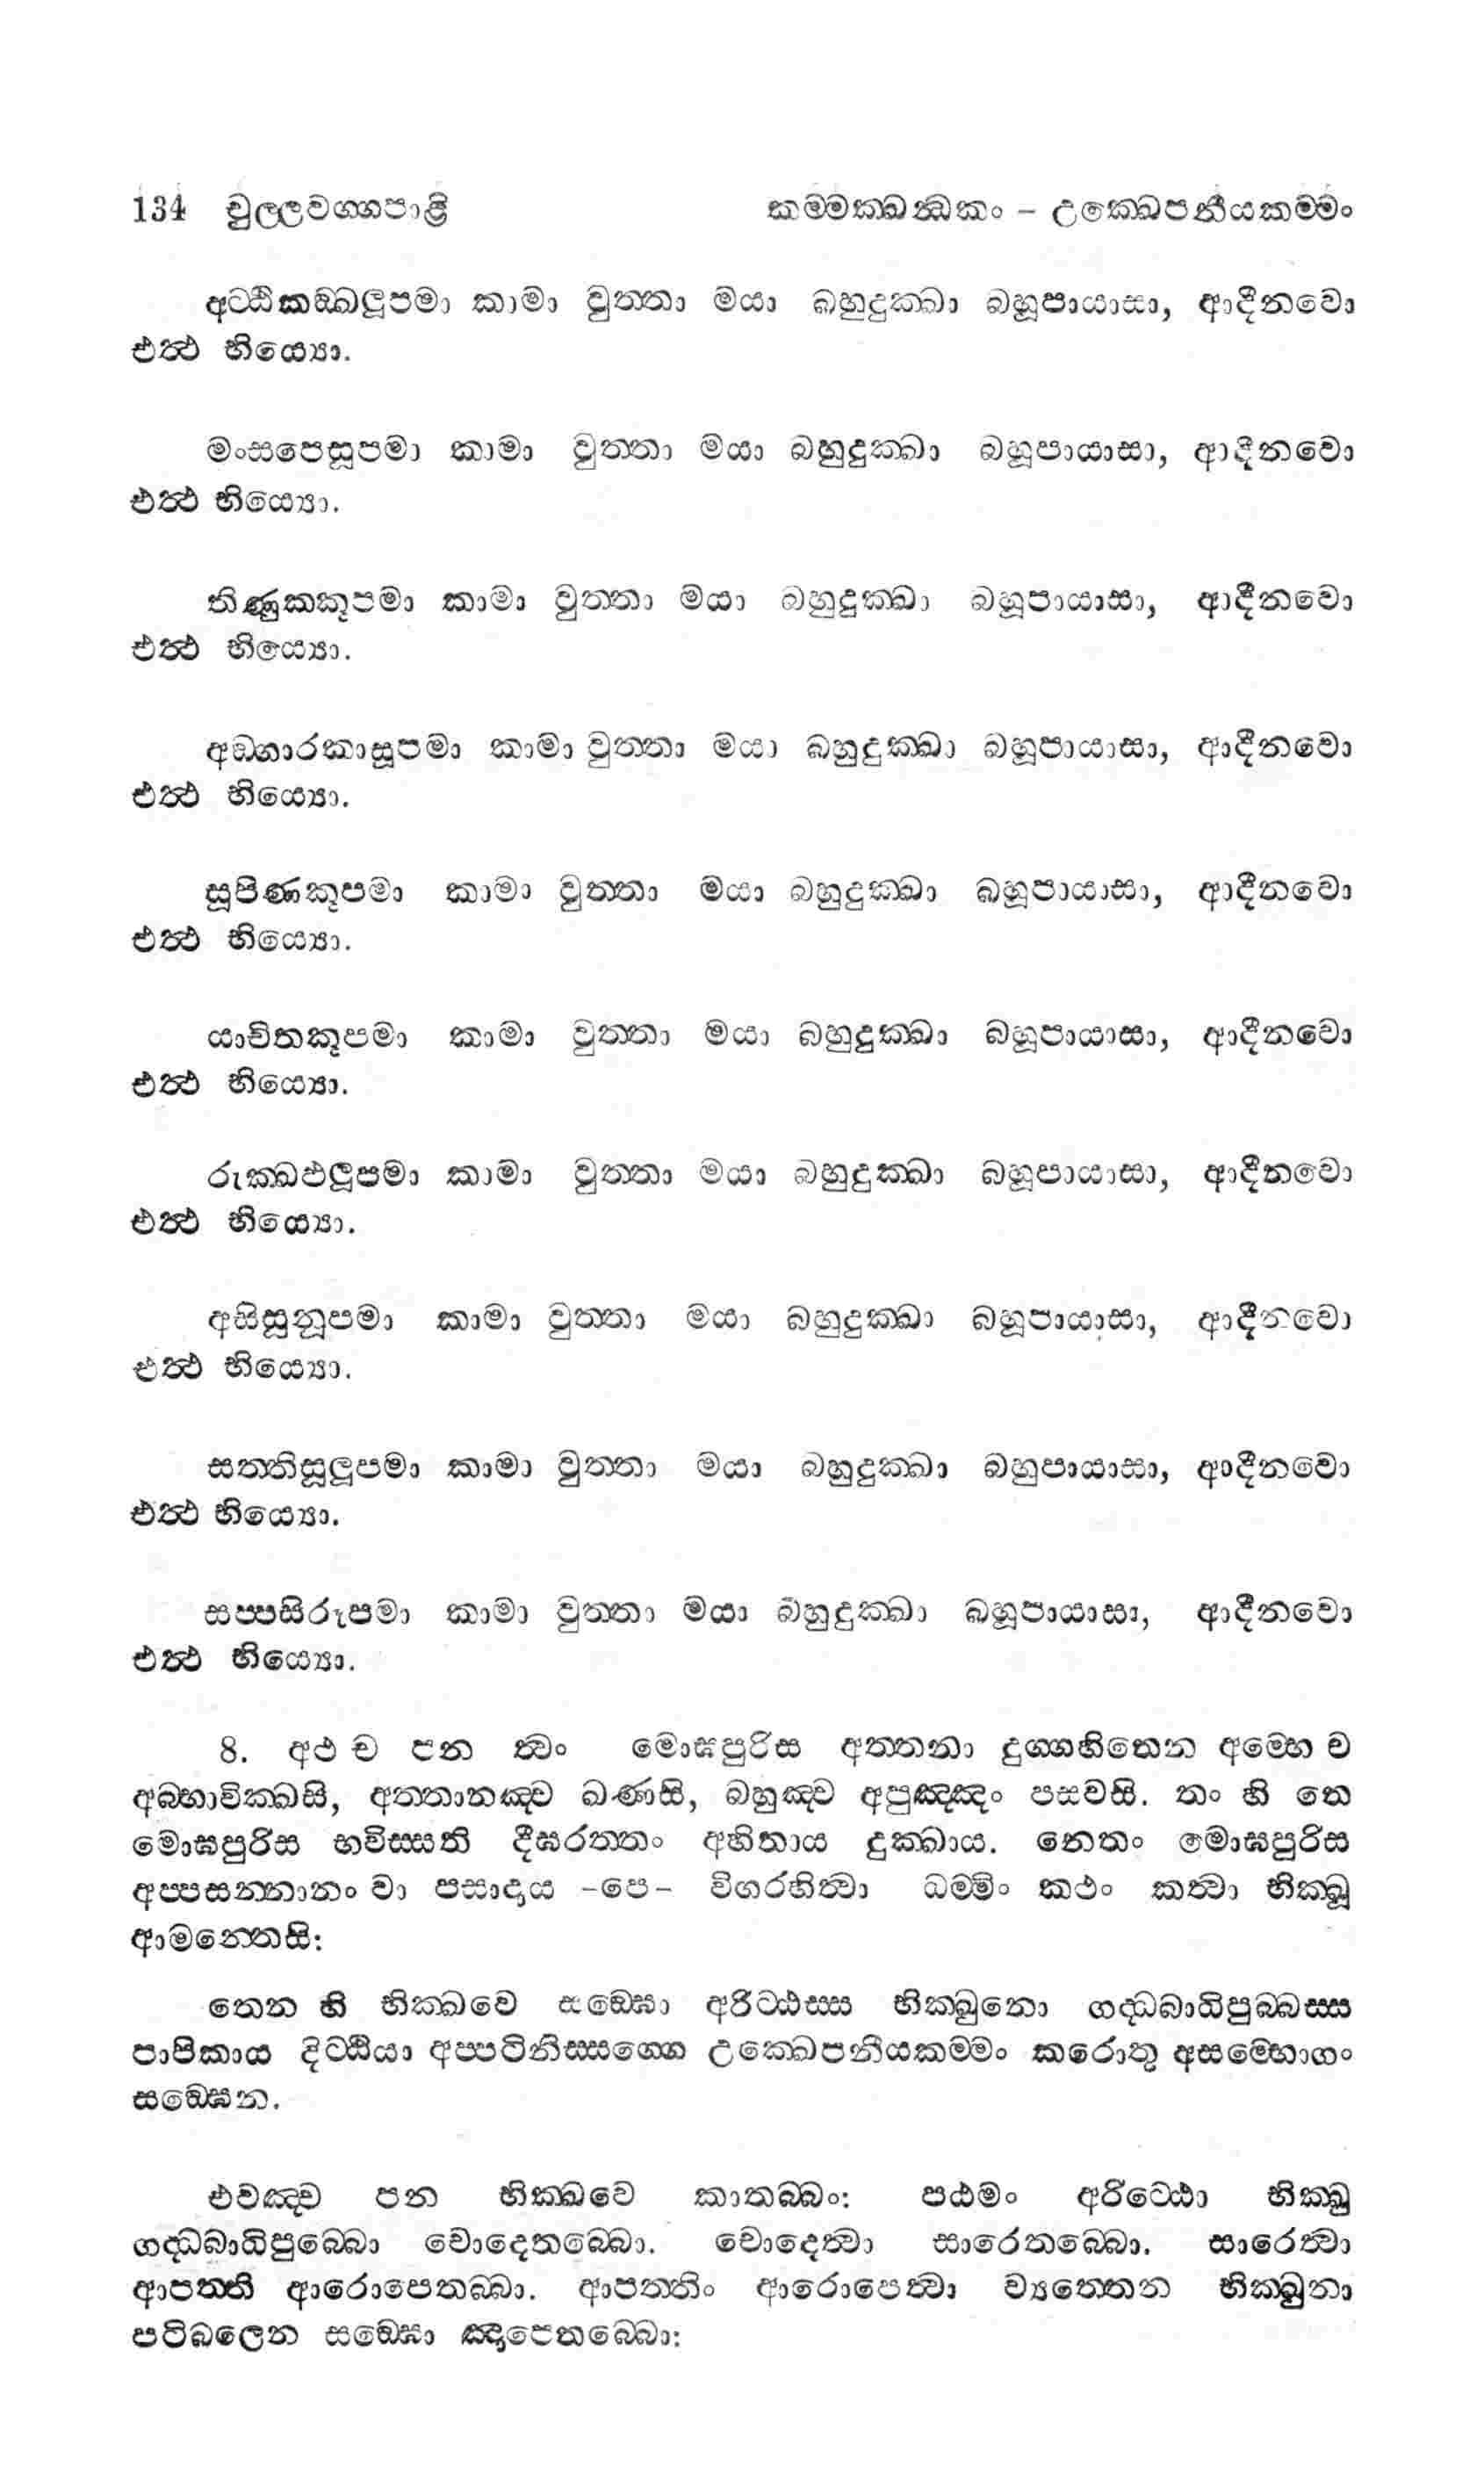 134 චුල්ලවග්ගපාළි කම්මක්ඛන්ධකං – උක්ඛෙපනීයකම්මං
අට්ඨිකඞ්ඛලූපමා කාමා වුත්තා මයා බහුදුක්ඛා බහූපායාසා, ආදීනවො
එත්ථ භිය්‍යො.
මංසපෙසූපමා කාමා වුත්තා මයා බහුදුක්ඛා බහූපායාසා, ආදීනවො
එත්ථ භිය්‍යො.
තිණුක්කූපමා කාමා වුත්තා මයා බහුදුක්ඛා බහූපායාසා, ආදීනවො
එත්ථ භිය්‍යො.
අඞ්ගාරකාසූපමා කාමා වුත්තා මයා බහුදුක්ඛා බහූපායාසා, ආදීනවො
එත්ථ භිය්‍යො.
සූපිණකූපමා කාමා වුත්තා මයා බහුදුක්ඛා බහූපායාසා, ආදීනවො
එත්ථ භිය්‍යො.
යාචිතකූපමා කාමා වුත්තා මයා බහුදුක්ඛා බහූපායාසා, ආදීනවො
එත්ථ භිය්‍යො.
රුක්ඛඵලූපමා කාමා වුත්තා මයා බහුදුක්ඛා බහූපායාසා, ආදීනවො
එත්ථ භිය්‍යො.
අසිසූනූපමා කාමා වුත්තා මයා බහුදුක්ඛා බහූපායාසා, ආදීනවො
එත්ථ භිය්‍යො.
සත්තිසූලූපමා කාමා වුත්තා මයා බහුදුක්ඛා බහුපායාසා, ආදීනවො
එත්ථ භිය්‍යො.
සප්පසිරූපමා කාමා වුත්තා මයා බහුදුක්ඛා බහූපායාසා, ආදීනවො
එත්ථ භිය්‍යො.
8. අථ ච පන ත්වං මොඝපුරිස අත්තනා දුග්ගහිතෙන අම්හෙ ච
අබ්භාචික්ඛසි, අත්තානඤ්ච ඛණසි, බහුඤ්ච අපුඤ්ඤං පසවසි. තං හි තෙ
මොඝපුරිස භවිස්සති දීඝරත්තං අහිතාය දුක්ඛාය. නෙතං මොඝපුරිස
අප්පසන්නානං වා පසාදාය –පෙ– විගරහිත්වා ධම්මිං කථං කත්වා භික්ඛූ
ආමන්තෙසි:
තෙන හි භික්ඛවෙ සඞ්ඝො අරිට්ඨස්ස භික්ඛුනො ගද්ධබාධිපුබ්බස්ස
පාපිකාය දිට්ඨියා අප්පටිනිස්සග්ගෙ උක්ඛෙපනීයකම්මං කරොතු අසම්භොගං
සඞ්ඝෙන.
එවඤ්ච පන භික්ඛවෙ කාතබ්බං: පඨමං අරිට්ඨො භික්ඛු
ගද්ධබාධිපුබ්බො චොදෙතබ්බො. චොදෙත්වා සාරෙතබ්බො. සාරෙත්වා
ආපත්ති ආරොපෙතබ්බා. ආපත්තිං ආරොපෙත්වා ව්‍යත්තෙන භික්ඛුනා
පටිබලෙන සඞ්ඝො ඤාපෙතබ්බො: